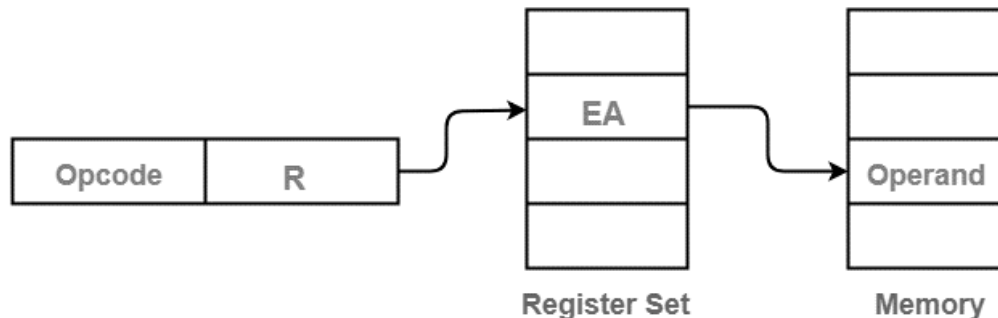 Opcode
R
EA
Operand
Register Set
Memory